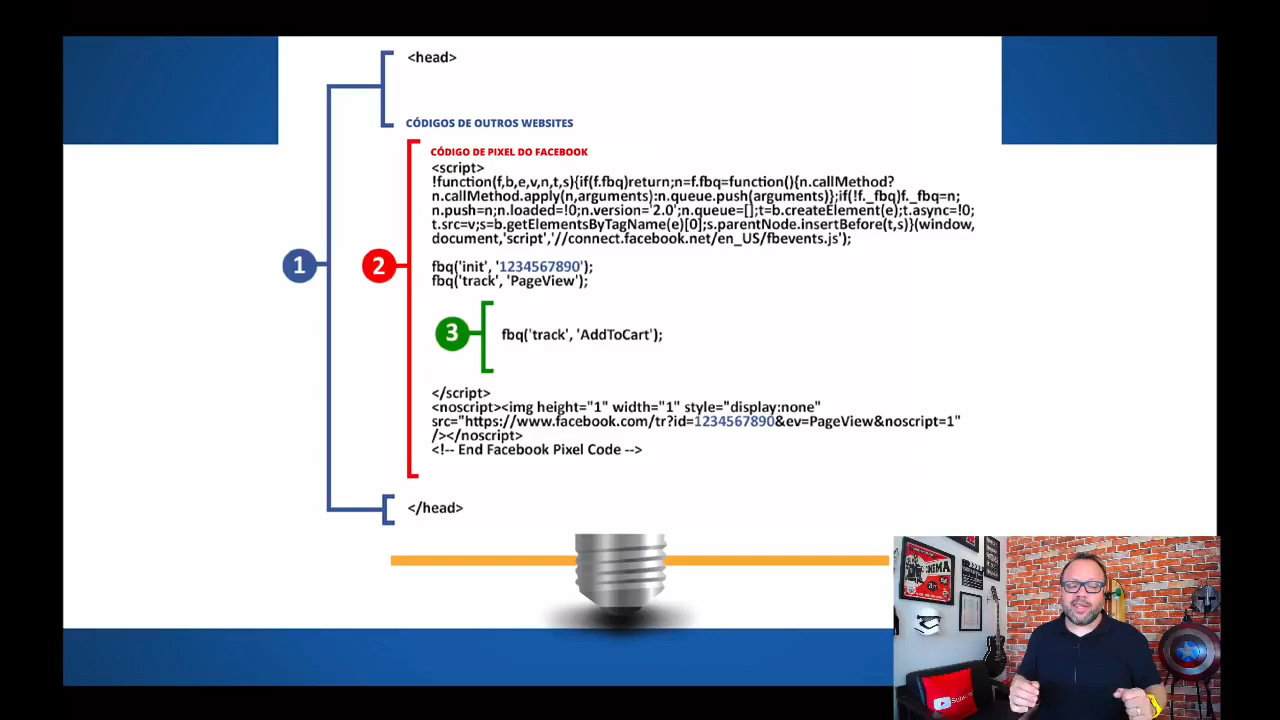 <head>
CÓDIGOS DE OUTROS WEBSITES
CÓDIGO DE PIXEL DO FACEBOOK
<script>
!function(f,b,e,v,n,t,s){if(f.fbq)return;n=f.fbq=function(){n.callMethod?
n.callMethod.apply(n,arguments):n.queue.push(arguments)};if(!f._fbq)f._fbq=n;
n.push=n;n.loaded=!0;n.version='2.0';n.queue=[];t=b.createElement(e);t.async=!0;
t.src=v;s=b.getElementsByTagName(e)[0];s.parentNode.insertBefore(t,s)}(window,
document,'script','//connect.facebook.net/en_US/fbevents.js');
1
2
fbq('init', '1234567890');
fbq('track', 'PageView');
3
fbq('track', 'AddToCart');
</script>
<noscript><img height="1" width="1" style="display:none"
src="https://www.facebook.com/tr?id=1234567890&ev=PageView&noscript=1"
/></noscript>
<!-- End Facebook Pixel Code -->
</head>
CINEMA